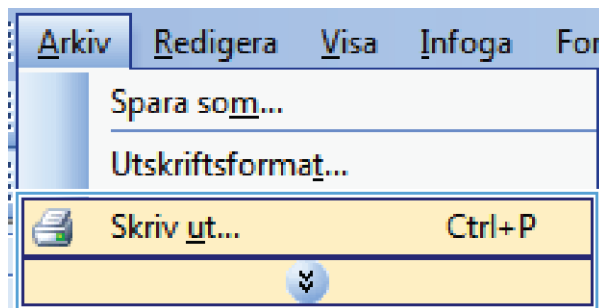 Arkiv Redigera Visa Infoga For
Spara som...
Utskriftsformat...
Skriv ut... Ctrl+P